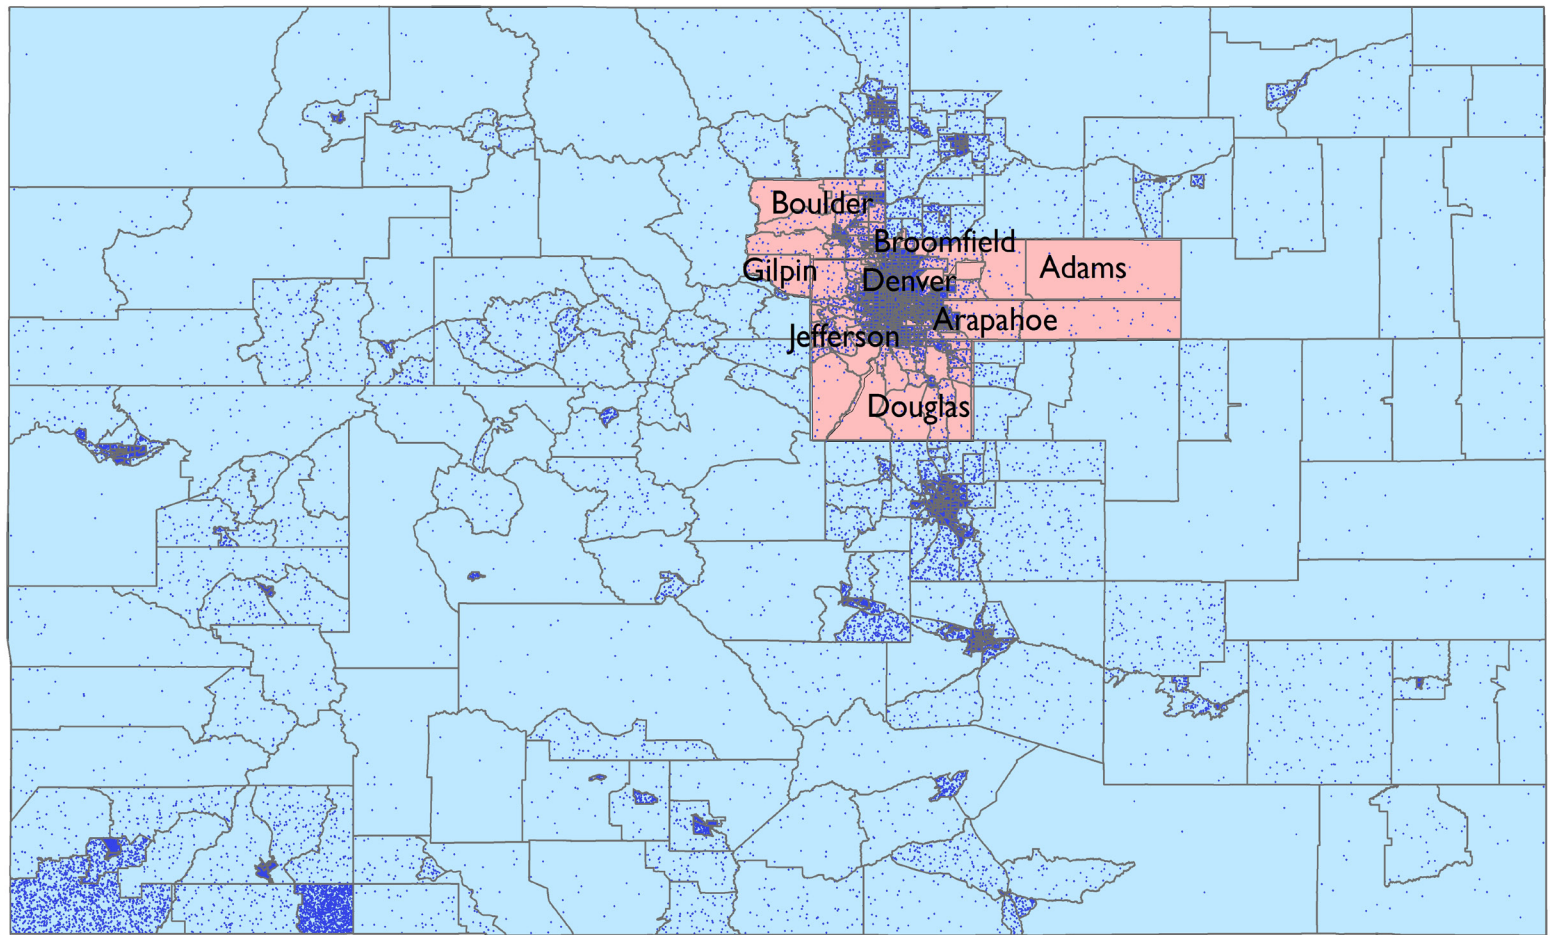 Boulder
Broomfield
Gilpin
Denver
Adams
Jefferson
Arapahoe
Douglas